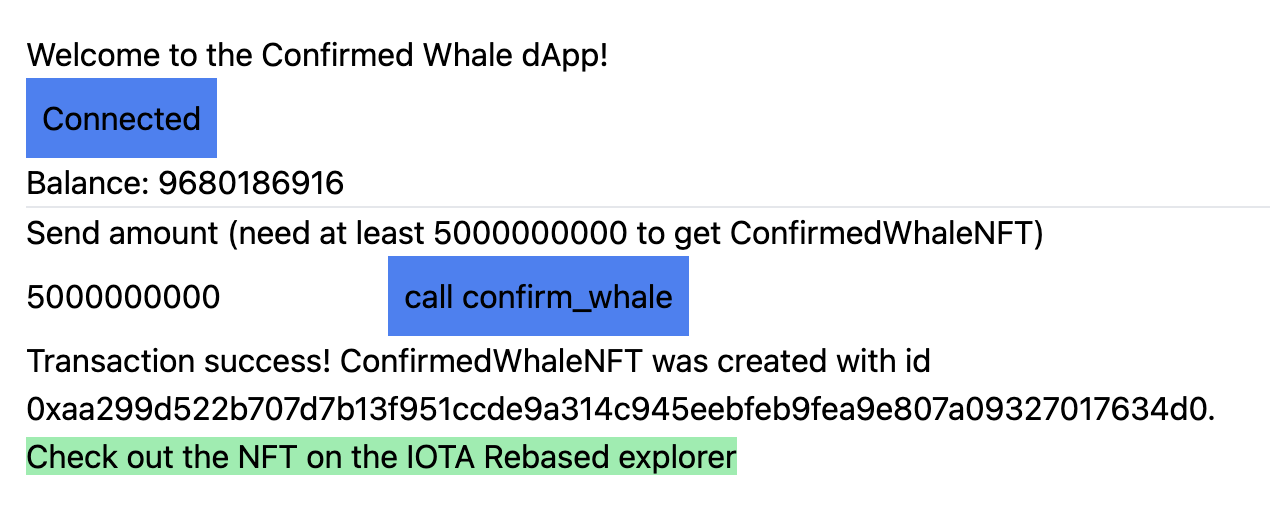 Welcome to the Confirmed Whale dApp!
Connected
Balance: 9680186916
Send amount (need at least 5000000000 to get ConfirmedWhaleNFT)
5000000000 call confirm_whale
Transaction success! ConfirmedWhaleNFT was created with id
0xaa299d522b707d7b13f951ccde9a314c945eebfeb9fea9e807a09327017634d0.
Check out the NFT on the IOTA Rebased explorer